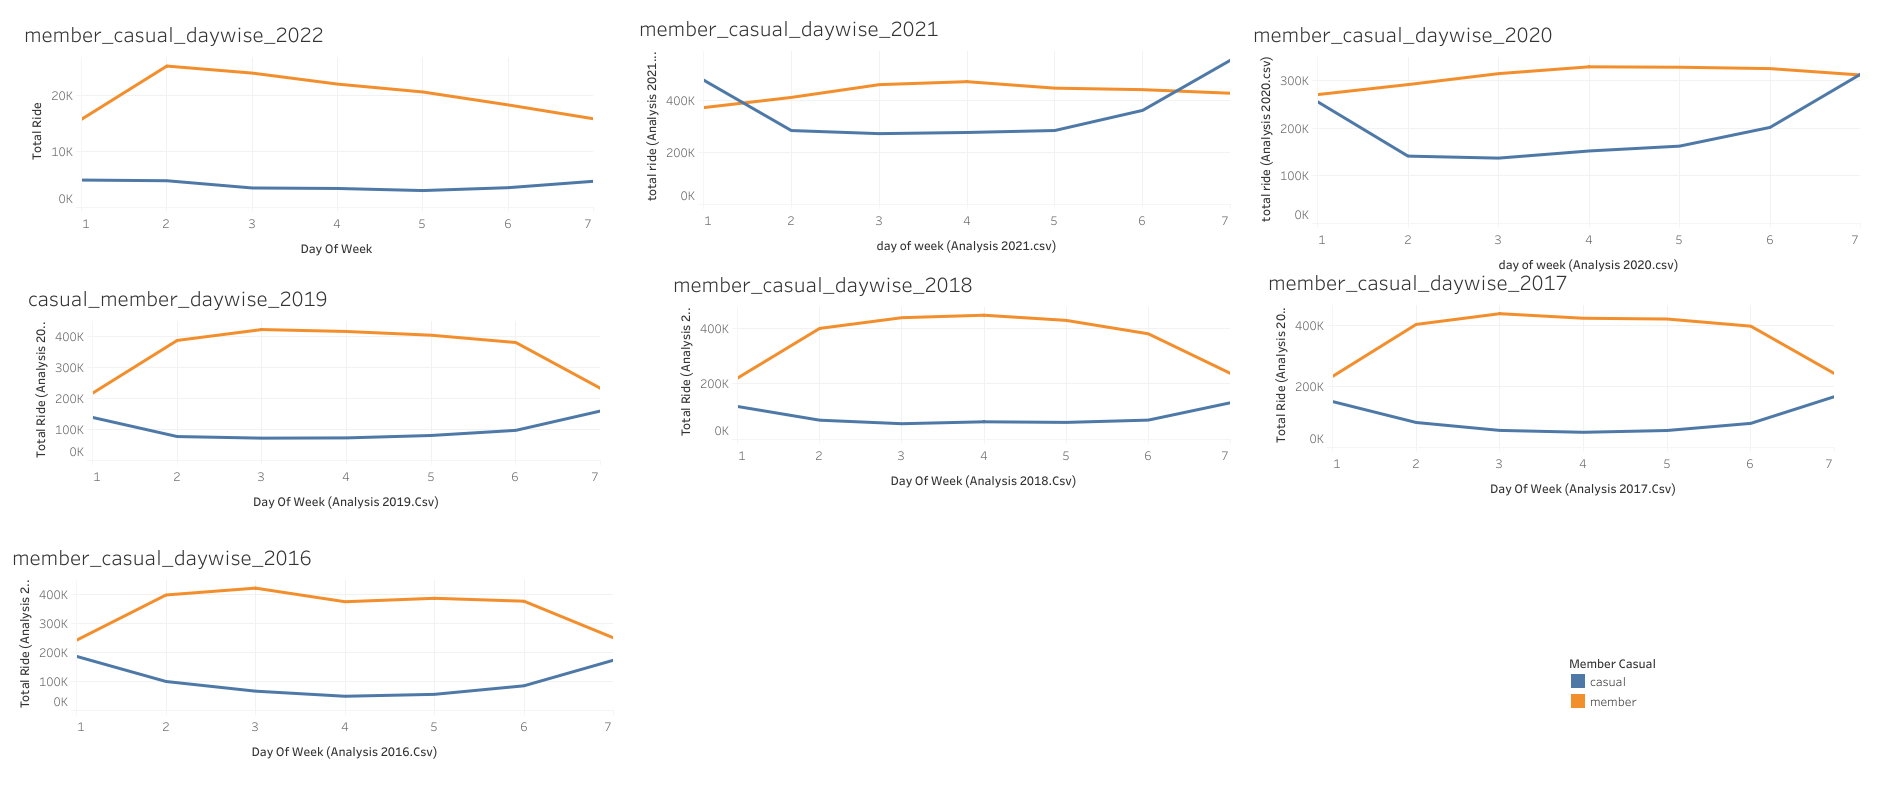 member_casual_daywise_2022
Total Ride
20K
10K
0K
1 2 3 4 5 6 7
Day Of Week
member_casual_daywise_2021
total ride (Analysis 2021...
400K
200K
0K
1 2 3 4 5 6 7
day of week (Analysis 2021.csv)
member_casual_daywise_2020
total ride (Analysis 2020.csv)
300K
200K
100K
0K
1 2 3 4 5 6 7
day of week (Analysis 2020.csv)
casual_member_daywise_2019
Total Ride (Analysis 20..
400K
300K
200K
100K
0K
1 2 3 4 5 6 7
Day Of Week (Analysis 2019.Csv)
member_casual_daywise_2018
Total Ride (Analysis 2..
400K
200K
0K
1 2 3 4 5 6 7
Day Of Week (Analysis 2018.Csv)
member_casual_daywise_2017
Total Ride (Analysis 20..
400K
200K
0K
1 2 3 4 5 6 7
Day Of Week (Analysis 2017.Csv)
member_casual_daywise_2016
Total Ride (Analysis 2..
400K
300K
200K
100K
0K
1 2 3 4 5 6 7
Day Of Week (Analysis 2016.Csv)
Member Casual
casual
member